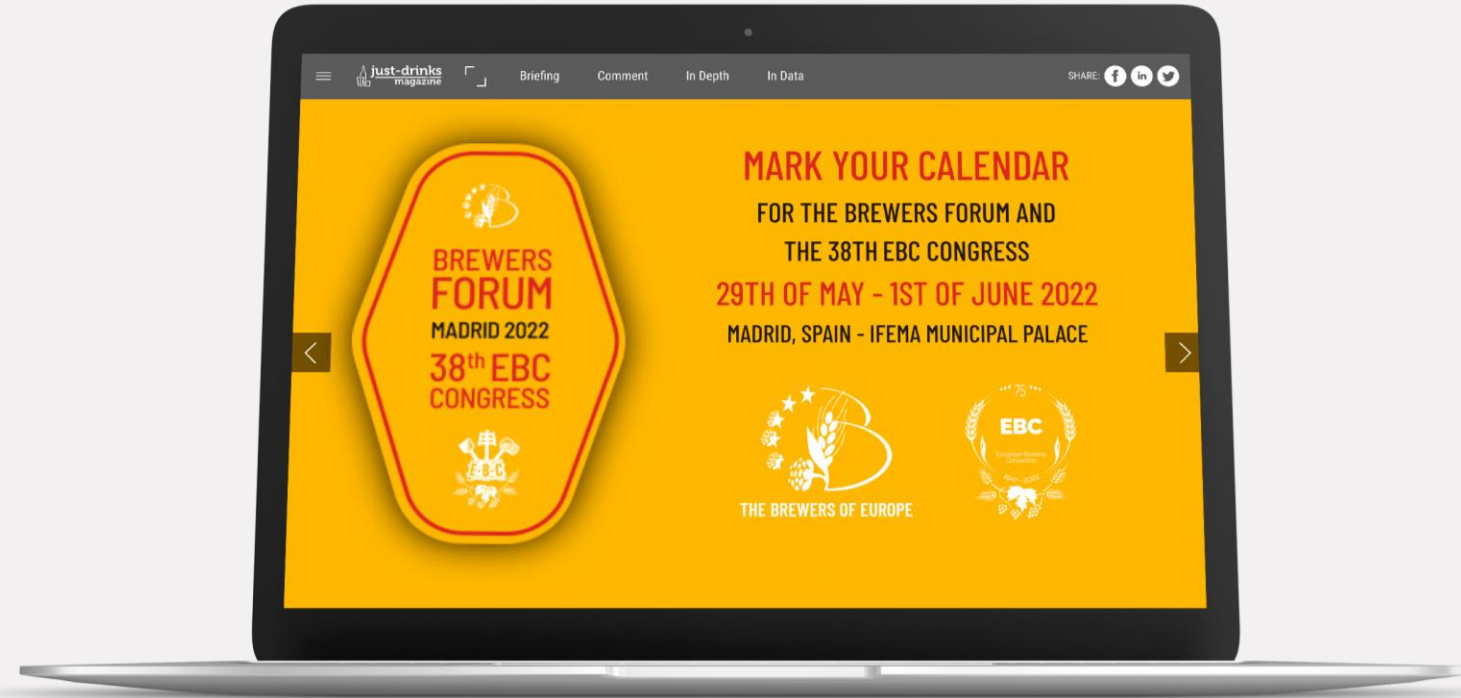 just-drinks
magazine
Briefing
Comment
In Depth
In Data
SHARE:
BREWERS
FORUM
MADRID 2022
38th EBC
CONGRESS
E·B·C
MARK YOUR CALENDAR
FOR THE BREWERS FORUM AND
THE 38TH EBC CONGRESS
29TH OF MAY - 1ST OF JUNE 2022
MADRID, SPAIN - IFEMA MUNICIPAL PALACE
THE BREWERS OF EUROPE
75
EBC
European Brewery
Convention